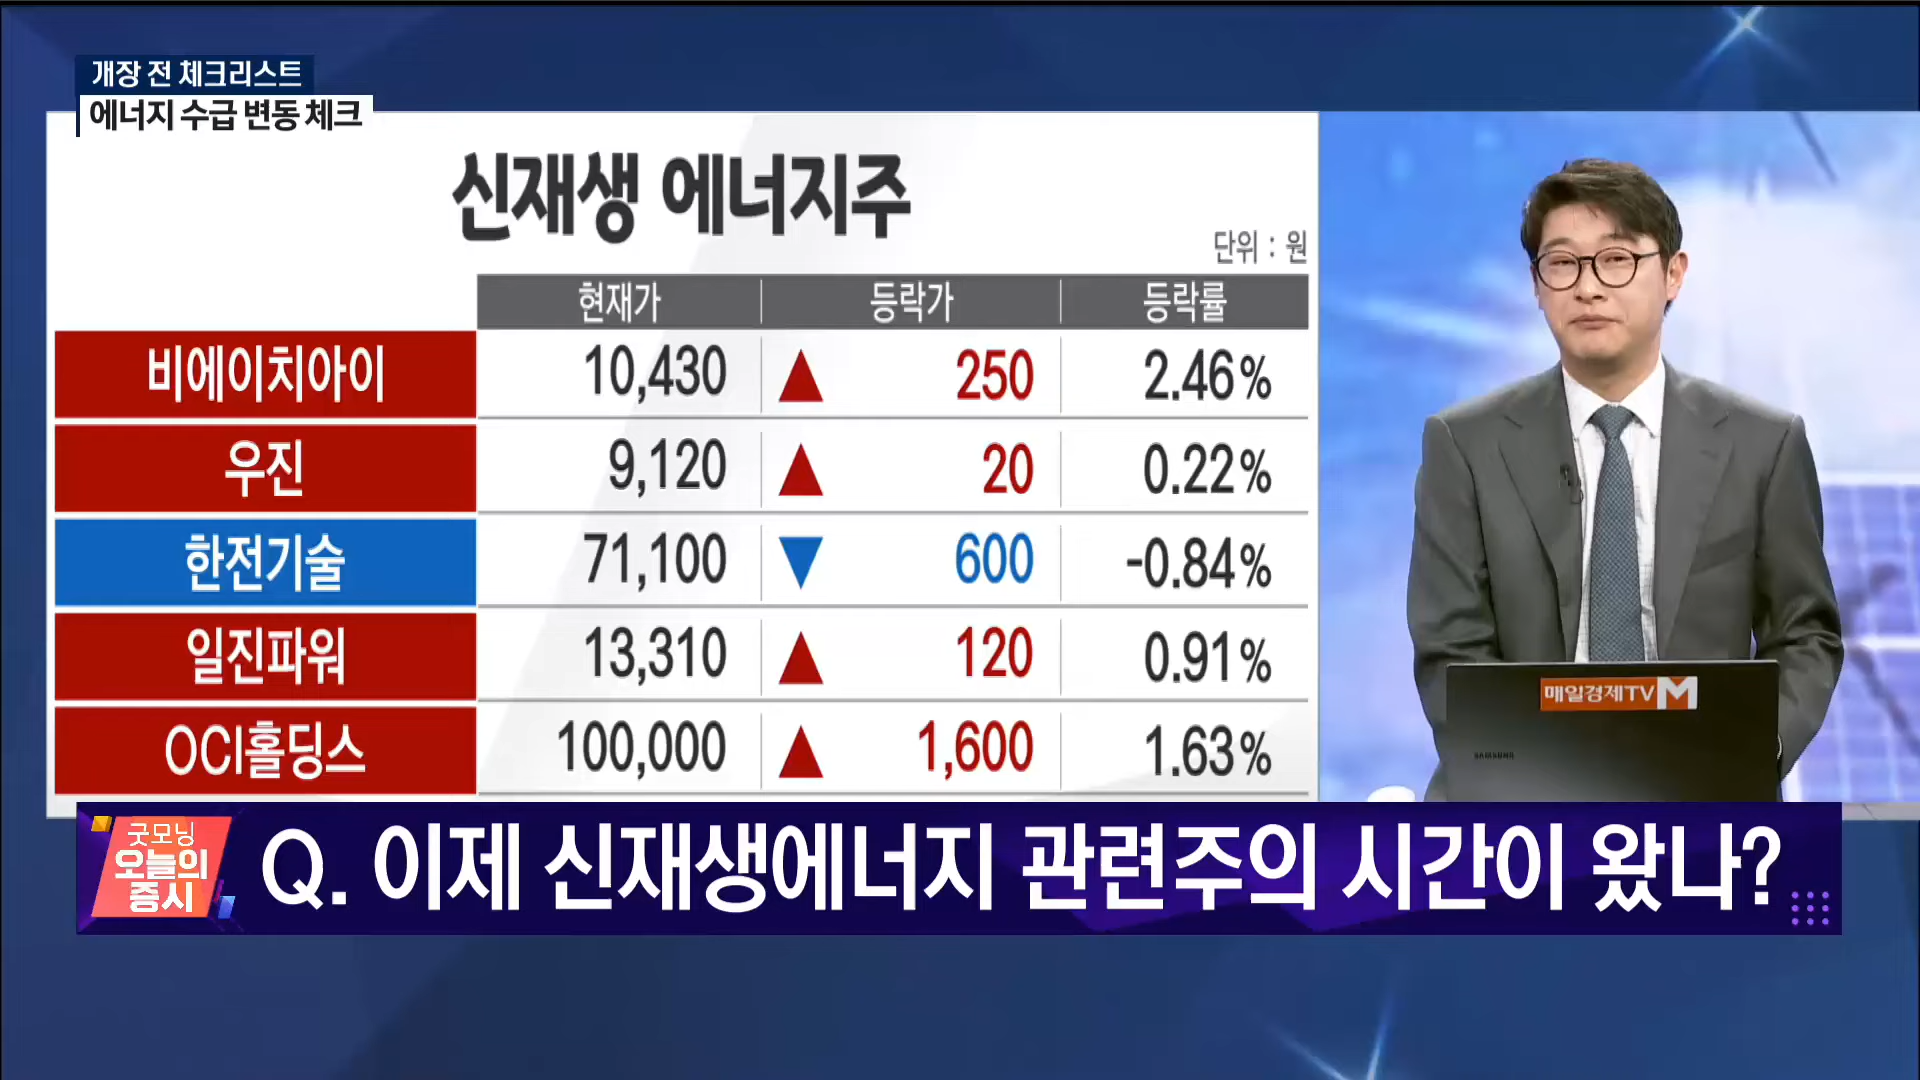 개장 전 체크리스트
에너지 수급 변동 체크
신재생 에너지주
단위 : 원
현재가 등락가 등락률
비에이치아이 10,430 ▲ 250 2.46%
우진 9,120 ▲ 20 0.22%
한전기술 71,100 ▼ 600 -0.84%
일진파워 13,310 ▲ 120 0.91%
OCI홀딩스 100,000 ▲ 1,600 1.63%
매일경제TV M
SAMSUNG
굿모닝
오늘의
증시
Q. 이제 신재생에너지 관련주의 시간이 왔나?